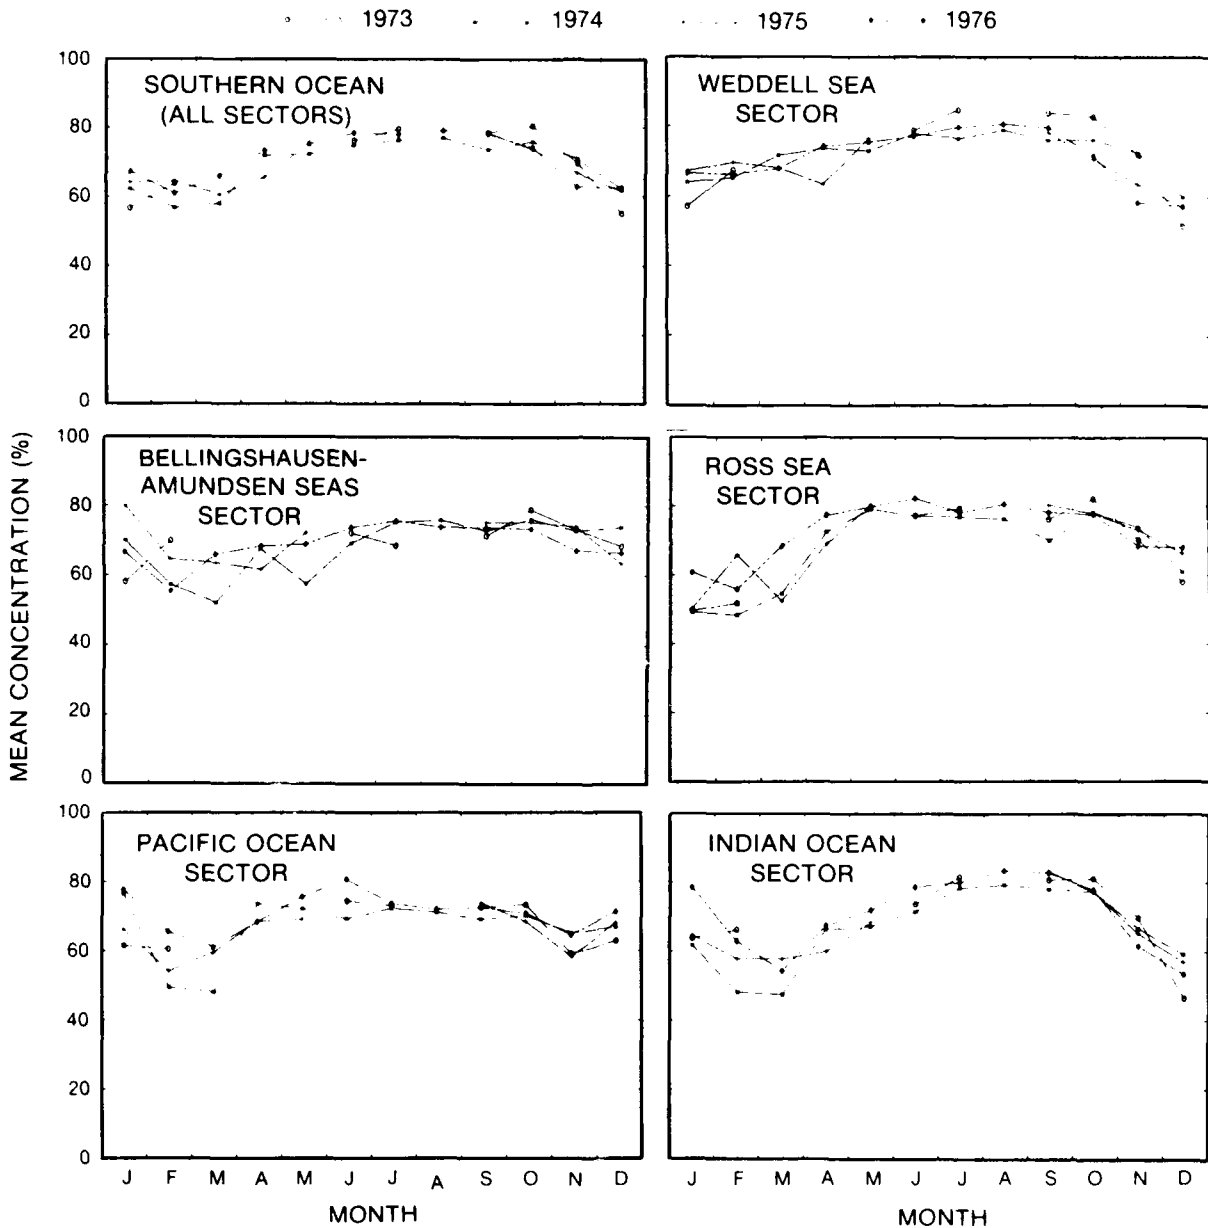 1973 1974 1975 1976
SOUTHERN OCEAN
(ALL SECTORS)
WEDDELL SEA
SECTOR
100
80
60
40
20
0
BELLINGSHAUSEN-
AMUNDSEN SEAS
SECTOR
ROSS SEA
SECTOR
100
80
60
40
20
0
PACIFIC OCEAN
SECTOR
INDIAN OCEAN
SECTOR
100
80
60
40
20
0
MEAN CONCENTRATION (%)
J F M A M J J A S O N D
J F M A M J J A S O N D
MONTH
MONTH